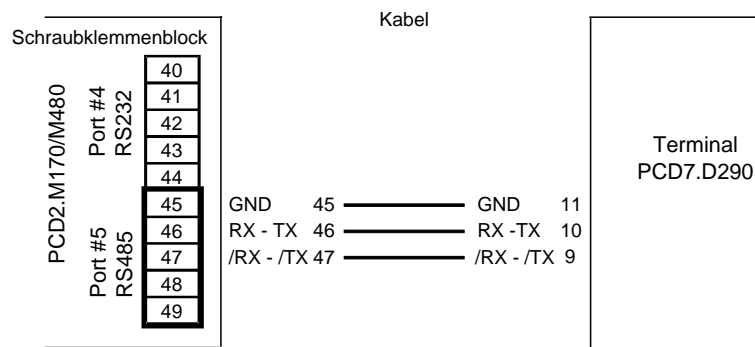 Kabel
Schraubklemmenblock
PCD2.M170/M480
Port #4
RS232
40
41
42
43
44
Port #5
RS485
45
46
47
48
49
GND 45 GND 11
RX - TX 46 RX -TX 10
/RX - /TX 47 /RX - /TX 9
Terminal
PCD7.D290